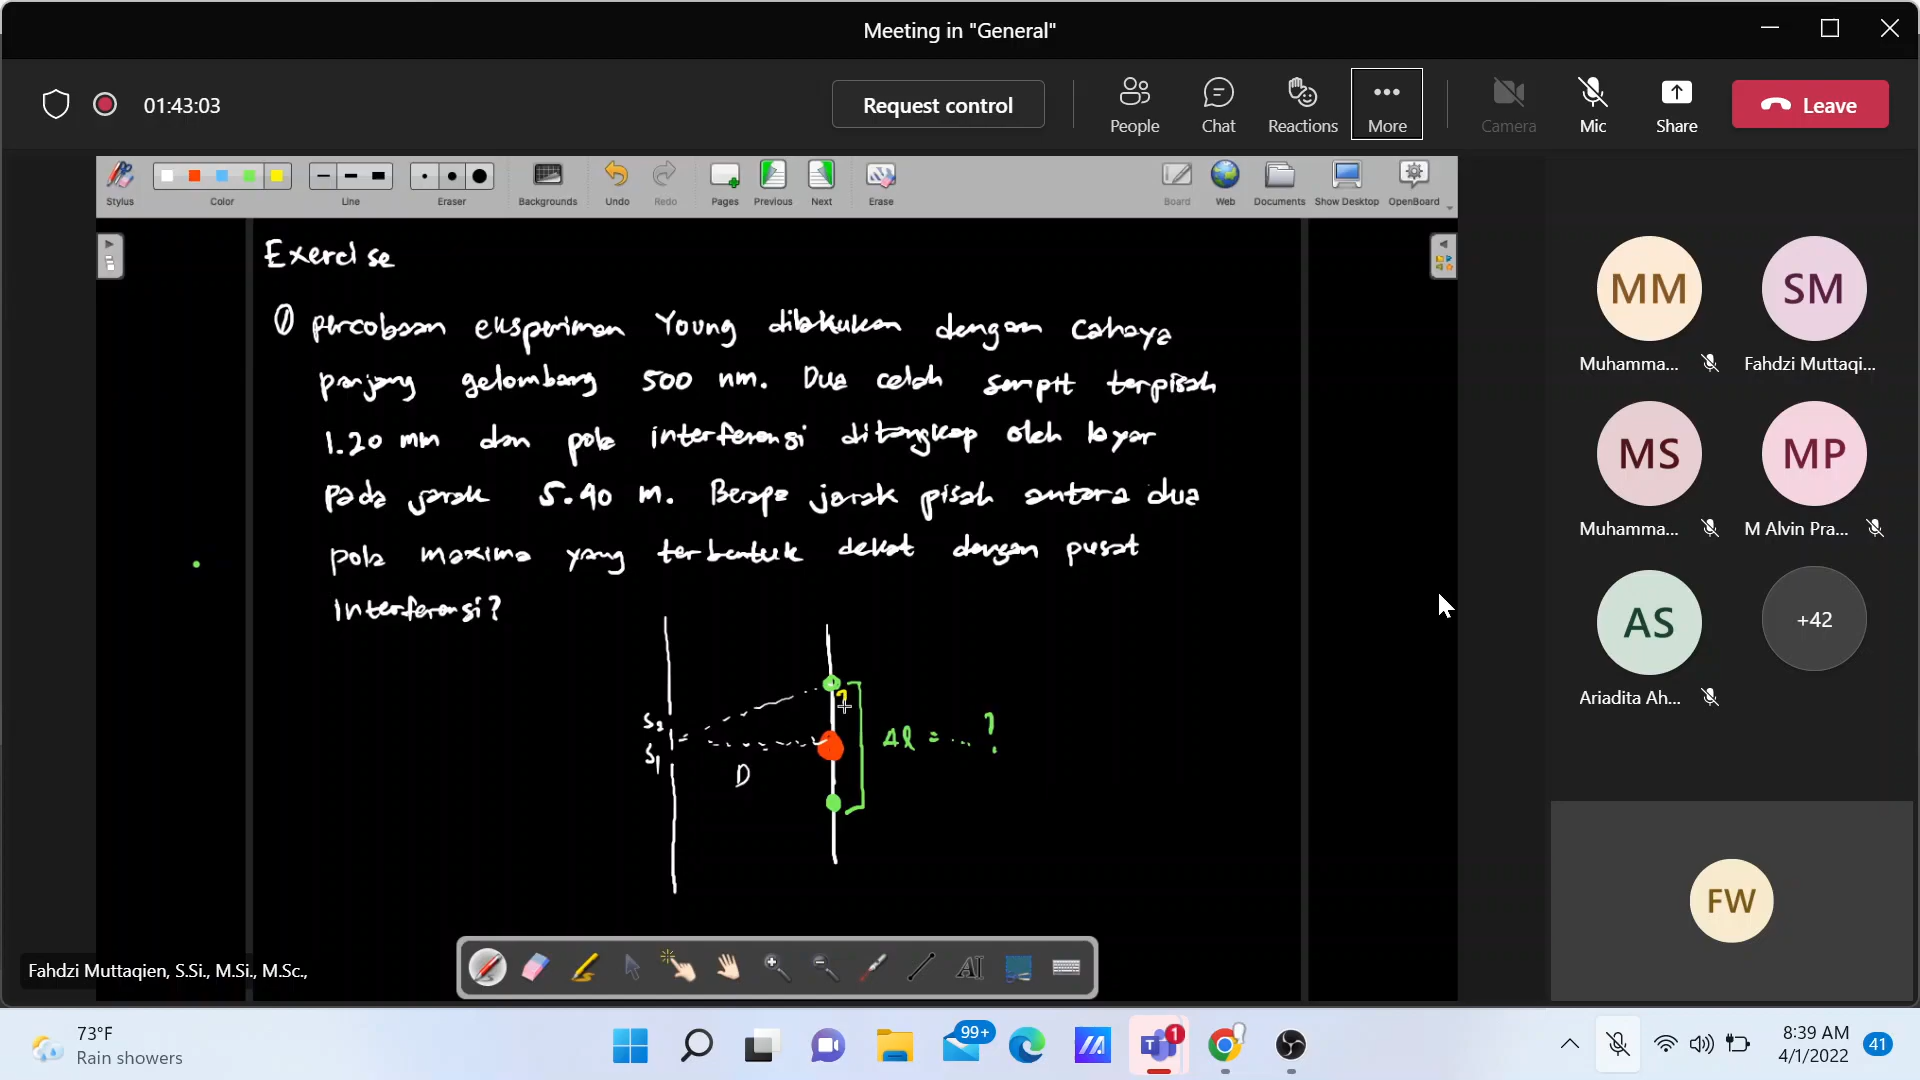 Meeting in "General"
01:43:03
Request control
People
Chat
Reactions
More
Camera
Mic
Share
Leave
Stylus
Color
Line
Eraser
Backgrounds
Undo
Redo
Pages
Previous
Next
Erase
Board
Web
Documents
Show Desktop
OpenBoard
Exercise
① percobaan eksperimen Young dilakukan dengan cahaya
panjang gelombang 500 nm. Dua celah sempit terpisah
1.20 mm dan pola interferensi ditangkap oleh layar
pada jarak 5.40 m. Berapa jarak pisah antara dua
pola maxima yang terbentuk dekat dengan pusat
interferensi?
S₂
S₁
D
?
Δl = ... ?
MM
Muhamma...
SM
Fahdzi Muttaqi...
MS
Muhamma...
MP
M Alvin Pra...
AS
Ariadita Ah...
+42
FW
Fahdzi Muttaqien, S.Si., M.Si., M.Sc.,
73°F
Rain showers
99+
1
8:39 AM
4/1/2022
41